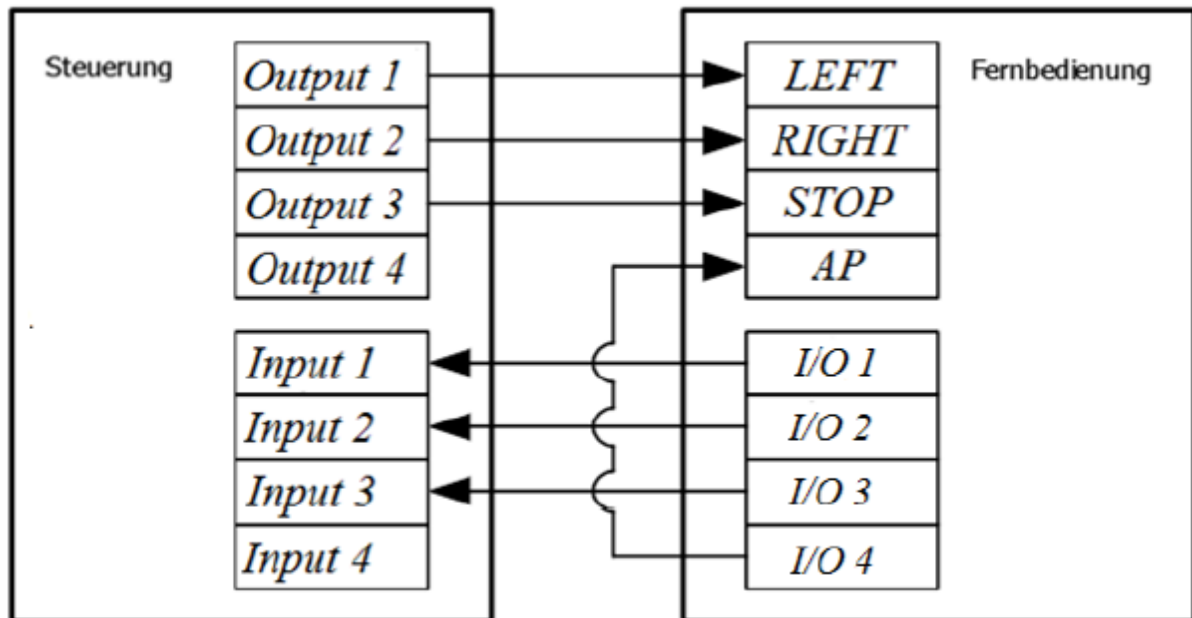 Steuerung
Output 1
Output 2
Output 3
Output 4
Input 1
Input 2
Input 3
Input 4
Fernbedienung
LEFT
RIGHT
STOP
AP
I/O 1
I/O 2
I/O 3
I/O 4